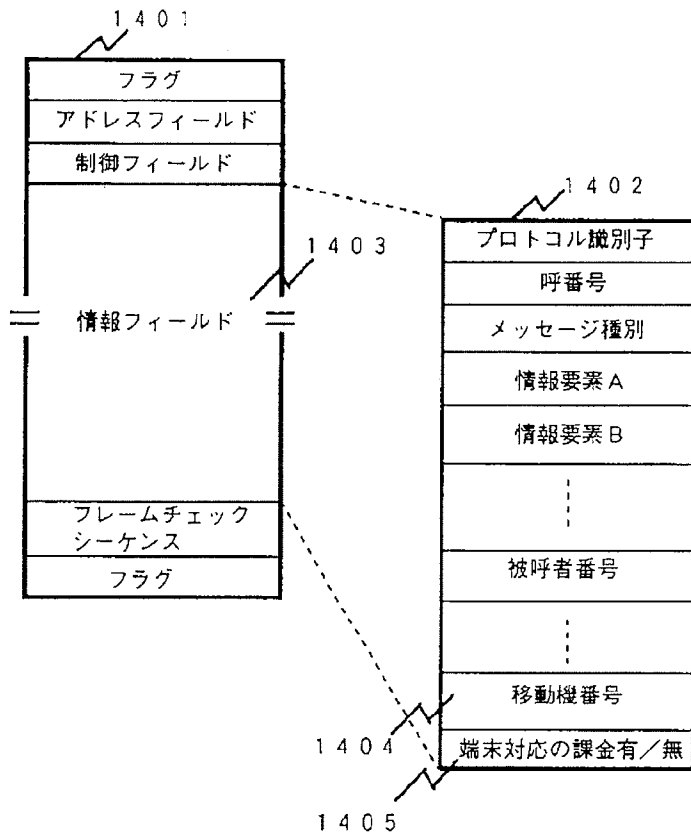 1401
フラグ
アドレスフィールド
制御フィールド
1403
情報フィールド
フレームチェック
シーケンス
フラグ
1402
プロトコル識別子
呼番号
メッセージ種別
情報要素A
情報要素B
被呼者番号
移動機番号
1404
端末対応の課金有/無
1405